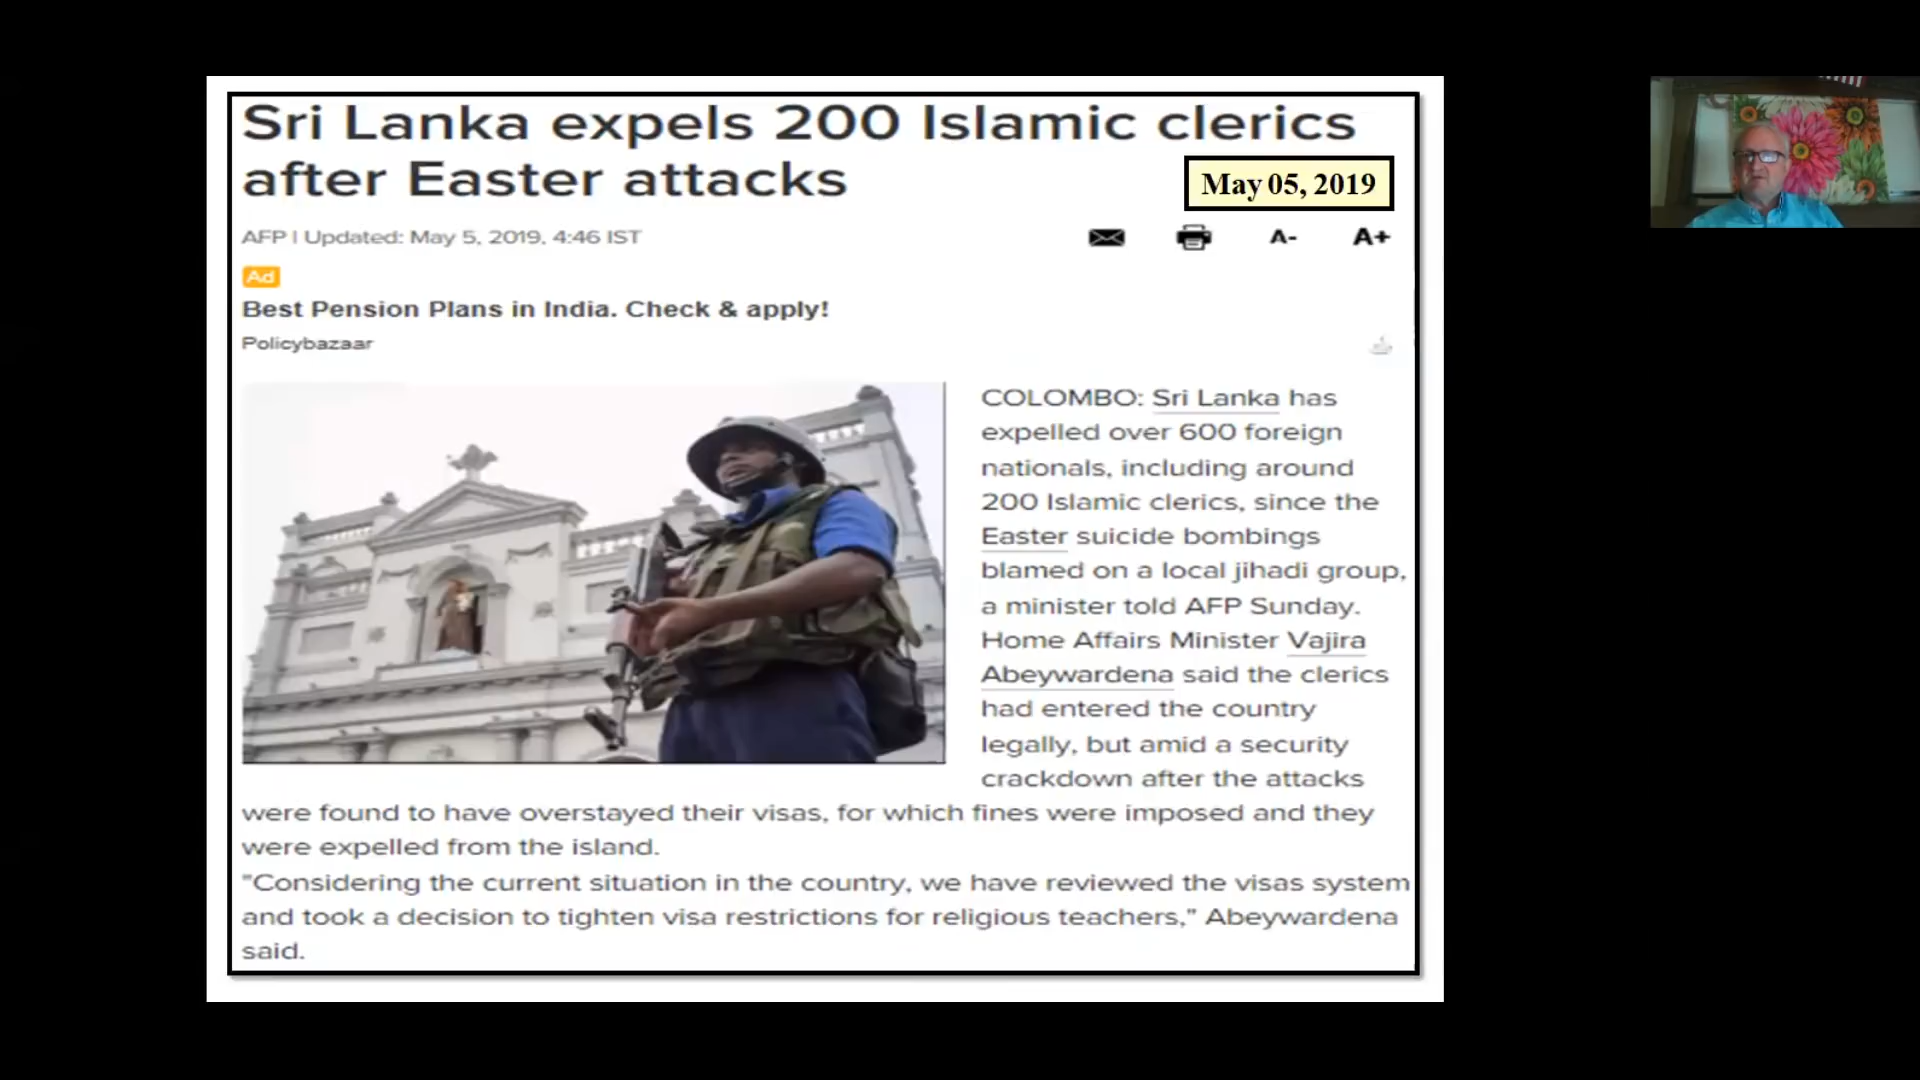 Sri Lanka expels 200 Islamic clerics
after Easter attacks
May 05, 2019
AFP | Updated: May 5, 2019, 4:46 IST
A-
A+
Ad
Best Pension Plans in India. Check & apply!
Policybazaar
COLOMBO: Sri Lanka has
expelled over 600 foreign
nationals, including around
200 Islamic clerics, since the
Easter suicide bombings
blamed on a local jihadi group,
a minister told AFP Sunday.
Home Affairs Minister Vajira
Abeywardena said the clerics
had entered the country
legally, but amid a security
crackdown after the attacks
were found to have overstayed their visas, for which fines were imposed and they
were expelled from the island.
"Considering the current situation in the country, we have reviewed the visas system
and took a decision to tighten visa restrictions for religious teachers," Abeywardena
said.